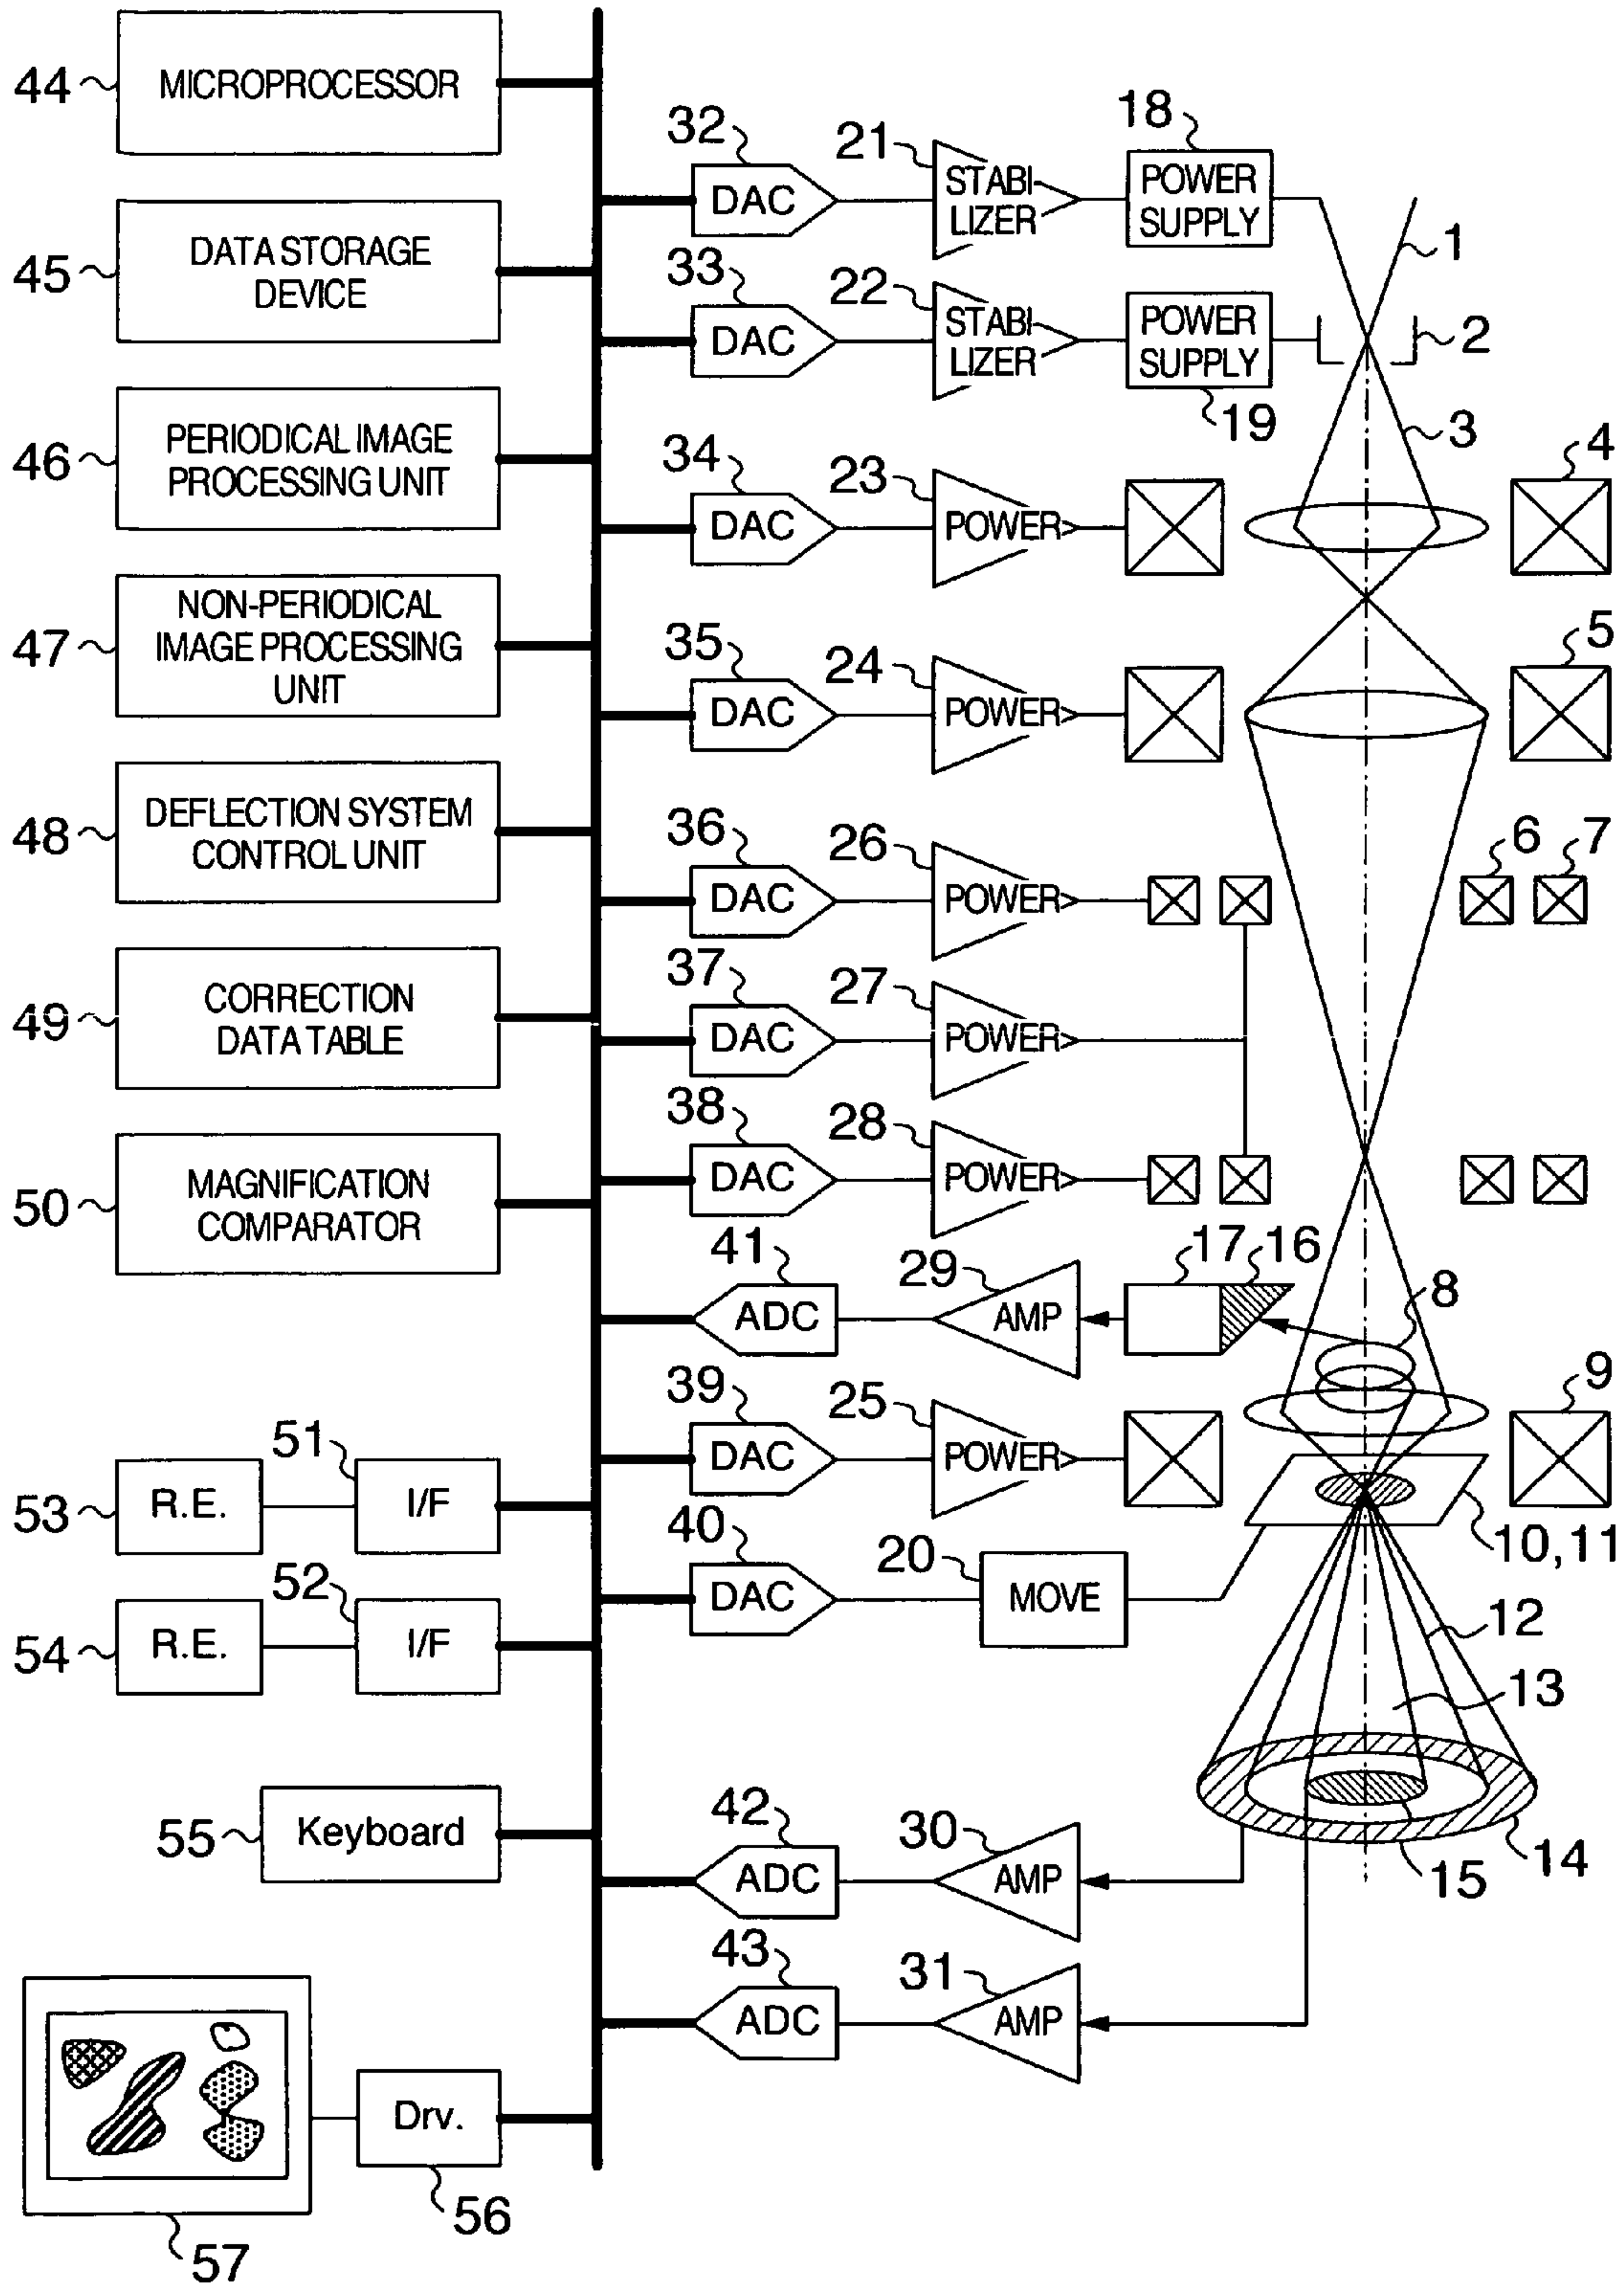 44
MICROPROCESSOR
45
DATA STORAGE
DEVICE
46
PERIODICAL IMAGE
PROCESSING UNIT
47
NON-PERIODICAL
IMAGE PROCESSING
UNIT
48
DEFLECTION SYSTEM
CONTROL UNIT
49
CORRECTION
DATA TABLE
50
MAGNIFICATION
COMPARATOR
53
R.E.
51
I/F
54
R.E.
52
I/F
55
Keyboard
57
Drv.
56
32
DAC
21
STABI
LIZER
18
POWER
SUPPLY
1
33
DAC
22
STABI
LIZER
POWER
SUPPLY
19
2
3
34
DAC
23
POWER
4
35
DAC
24
POWER
5
36
DAC
26
POWER
6
7
37
DAC
27
POWER
38
DAC
28
POWER
41
ADC
29
AMP
17
16
8
39
DAC
25
POWER
9
10, 11
40
DAC
20
MOVE
12
13
14
15
42
ADC
30
AMP
43
ADC
31
AMP